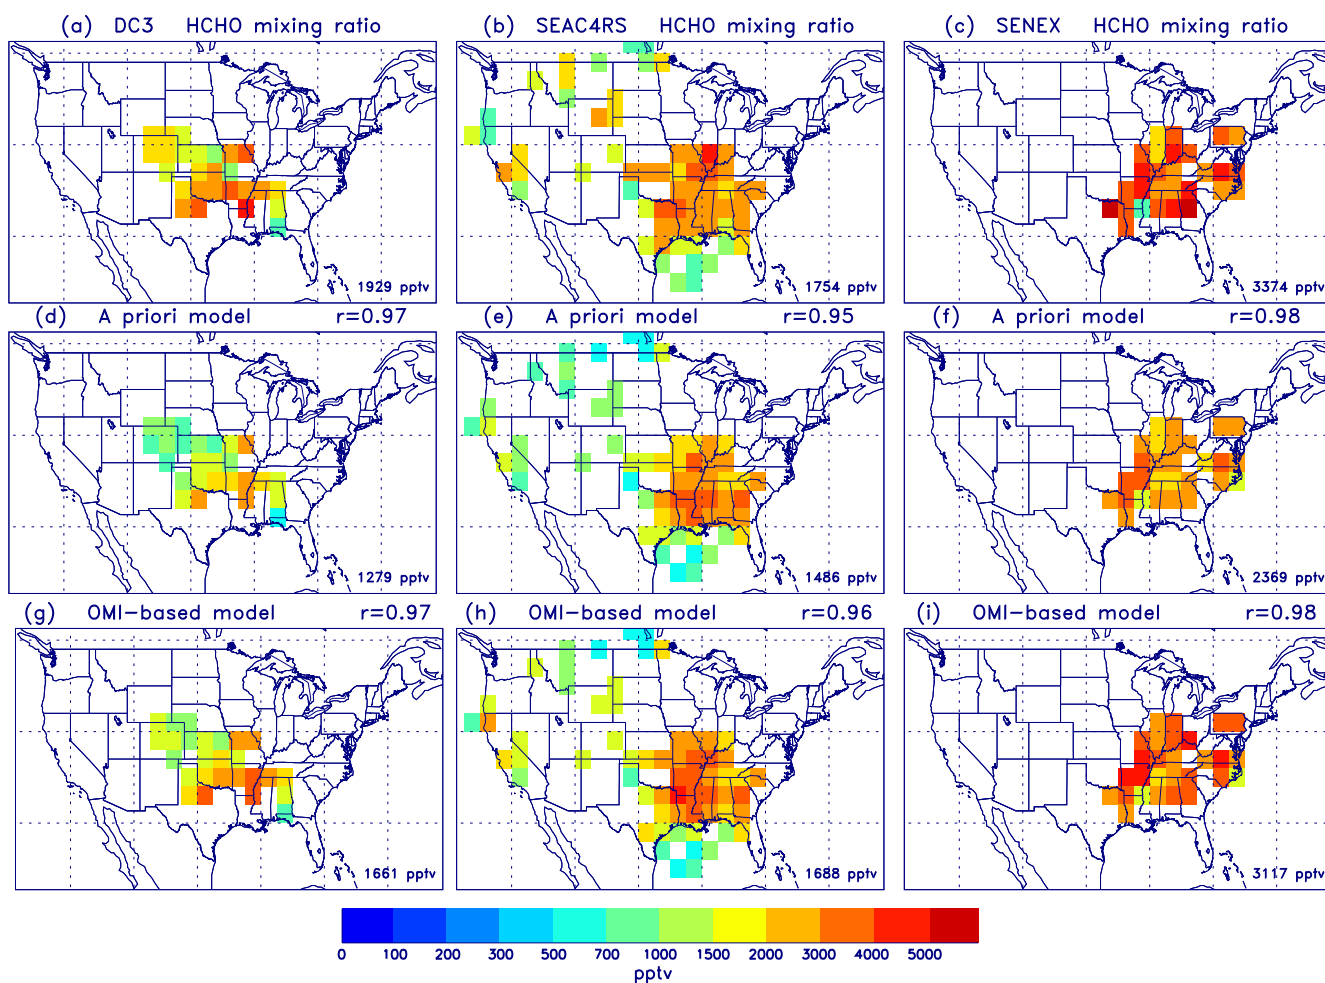 (a) DC3 HCHO mixing ratio
(b) SEAC4RS HCHO mixing ratio
(c) SENEX HCHO mixing ratio
1929 pptv
1754 pptv
3374 pptv
(d) A priori model r=0.97
(e) A priori model r=0.95
(f) A priori model r=0.98
1279 pptv
1486 pptv
2369 pptv
(g) OMI-based model r=0.97
(h) OMI-based model r=0.96
(i) OMI-based model r=0.98
1661 pptv
1688 pptv
3117 pptv
0 100 200 300 500 700 1000 1500 2000 3000 4000 5000
pptv